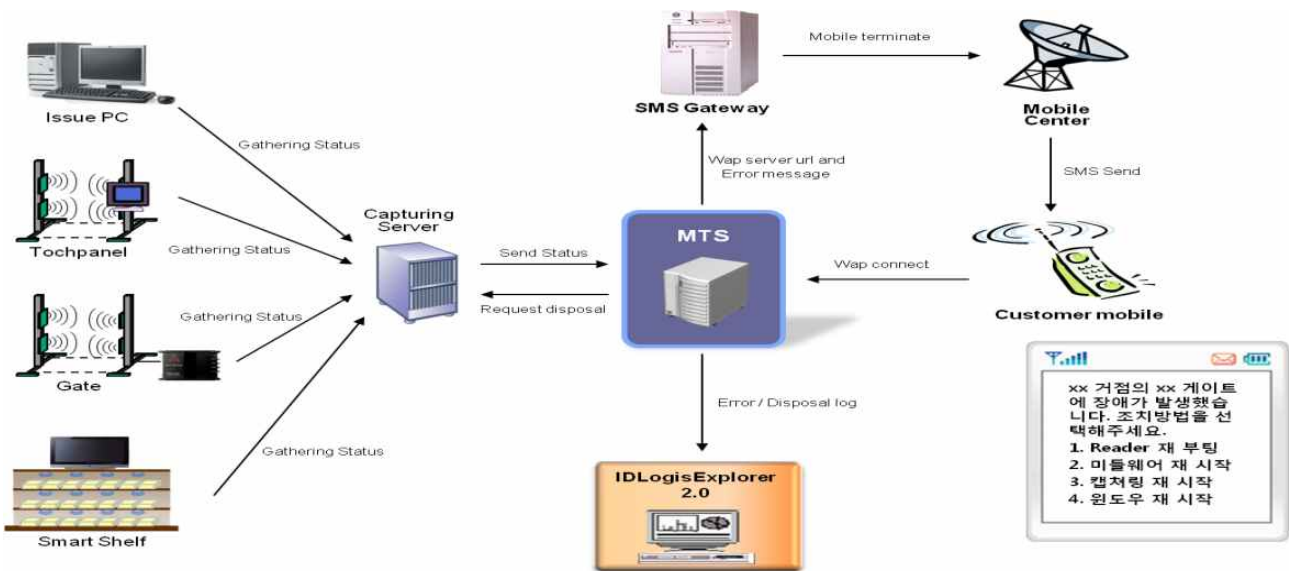 Issue PC
Gathering Status
Tochpanel
Gathering Status
Gate
Gathering Status
Smart Shelf
Gathering Status
Capturing
Server
Send Status
Request disposal
MTS
SMS Gateway
Wap server url and
Error message
Mobile terminate
Mobile
Center
SMS Send
Wap connect
Customer mobile
Error / Disposal log
IDLogisExplorer
2.0
xx 거점의 xx 게이트
에 장애가 발생했습
니다. 조치방법을 선
택해주세요.
1. Reader 재 부팅
2. 미들웨어 재 시작
3. 캡쳐링 재 시작
4. 윈도우 재 시작